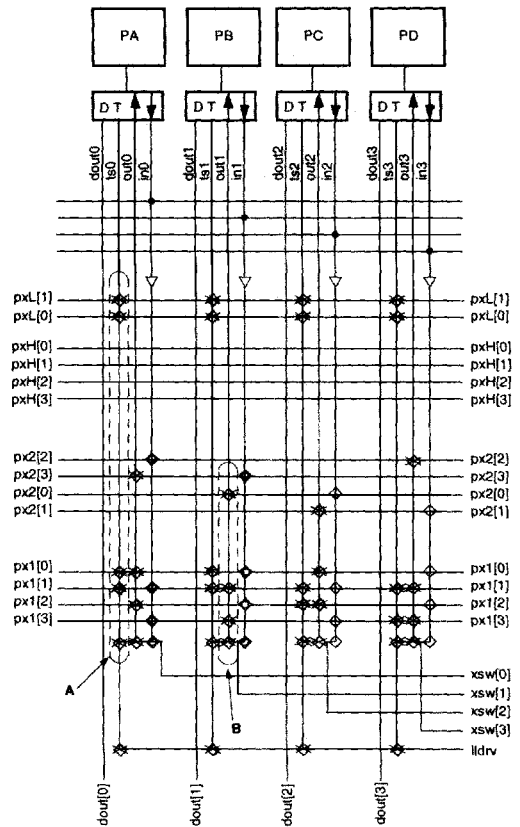 PA PB PC PD
D T D T D T D T
dout0 ts0 out0 in0 dout1 ts1 out1 in1 dout2 ts2 out2 in2 dout3 ts3 out3 in3
pxL[1] pxL[1]
pxL[0] pxL[0]
pxH[0] pxH[0]
pxH[1] pxH[1]
pxH[2] pxH[2]
pxH[3] pxH[3]
px2[2] px2[2]
px2[3] px2[3]
px2[0] px2[0]
px2[1] px2[1]
px1[0] px1[0]
px1[1] px1[1]
px1[2] px1[2]
px1[3] px1[3]
xsw[0]
A
xsw[1]
B
xsw[2]
xsw[3]
lldrv
dout[0] dout[1] dout[2] dout[3]